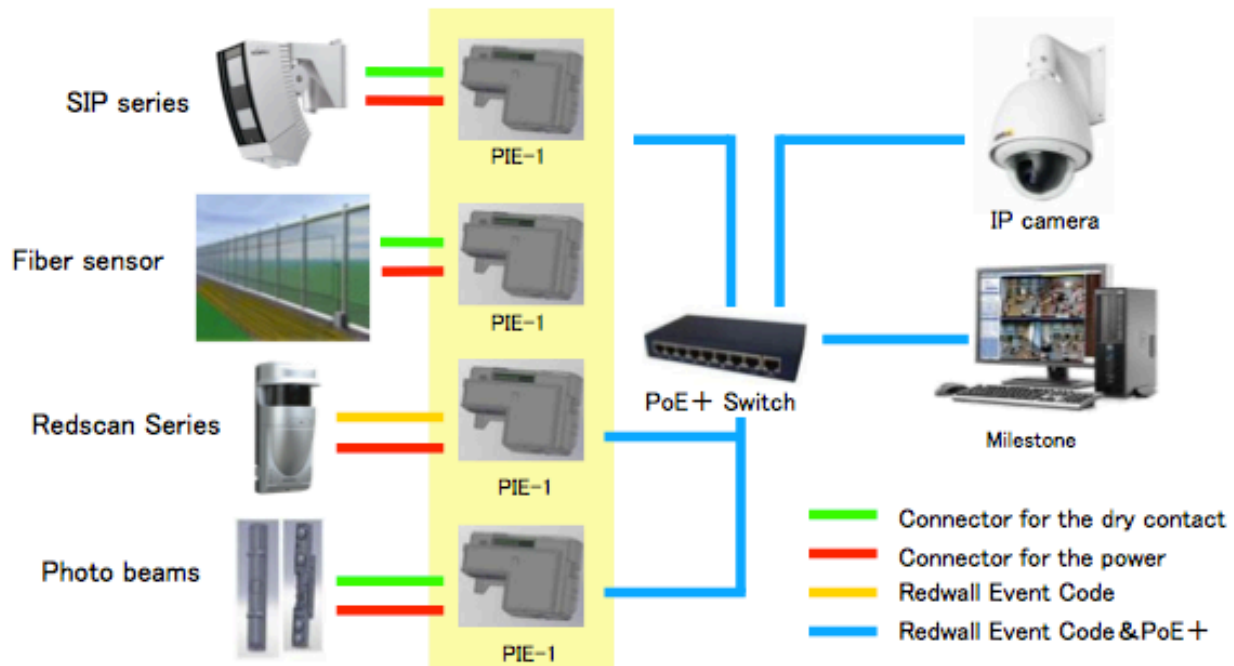 SIP series
PIE-1
IP camera
Fiber sensor
PIE-1
PoE+ Switch
Redscan Series
Milestone
PIE-1
Connector for the dry contact
Connector for the power
Photo beams
Redwall Event Code
Redwall Event Code&PoE+
PIE-1